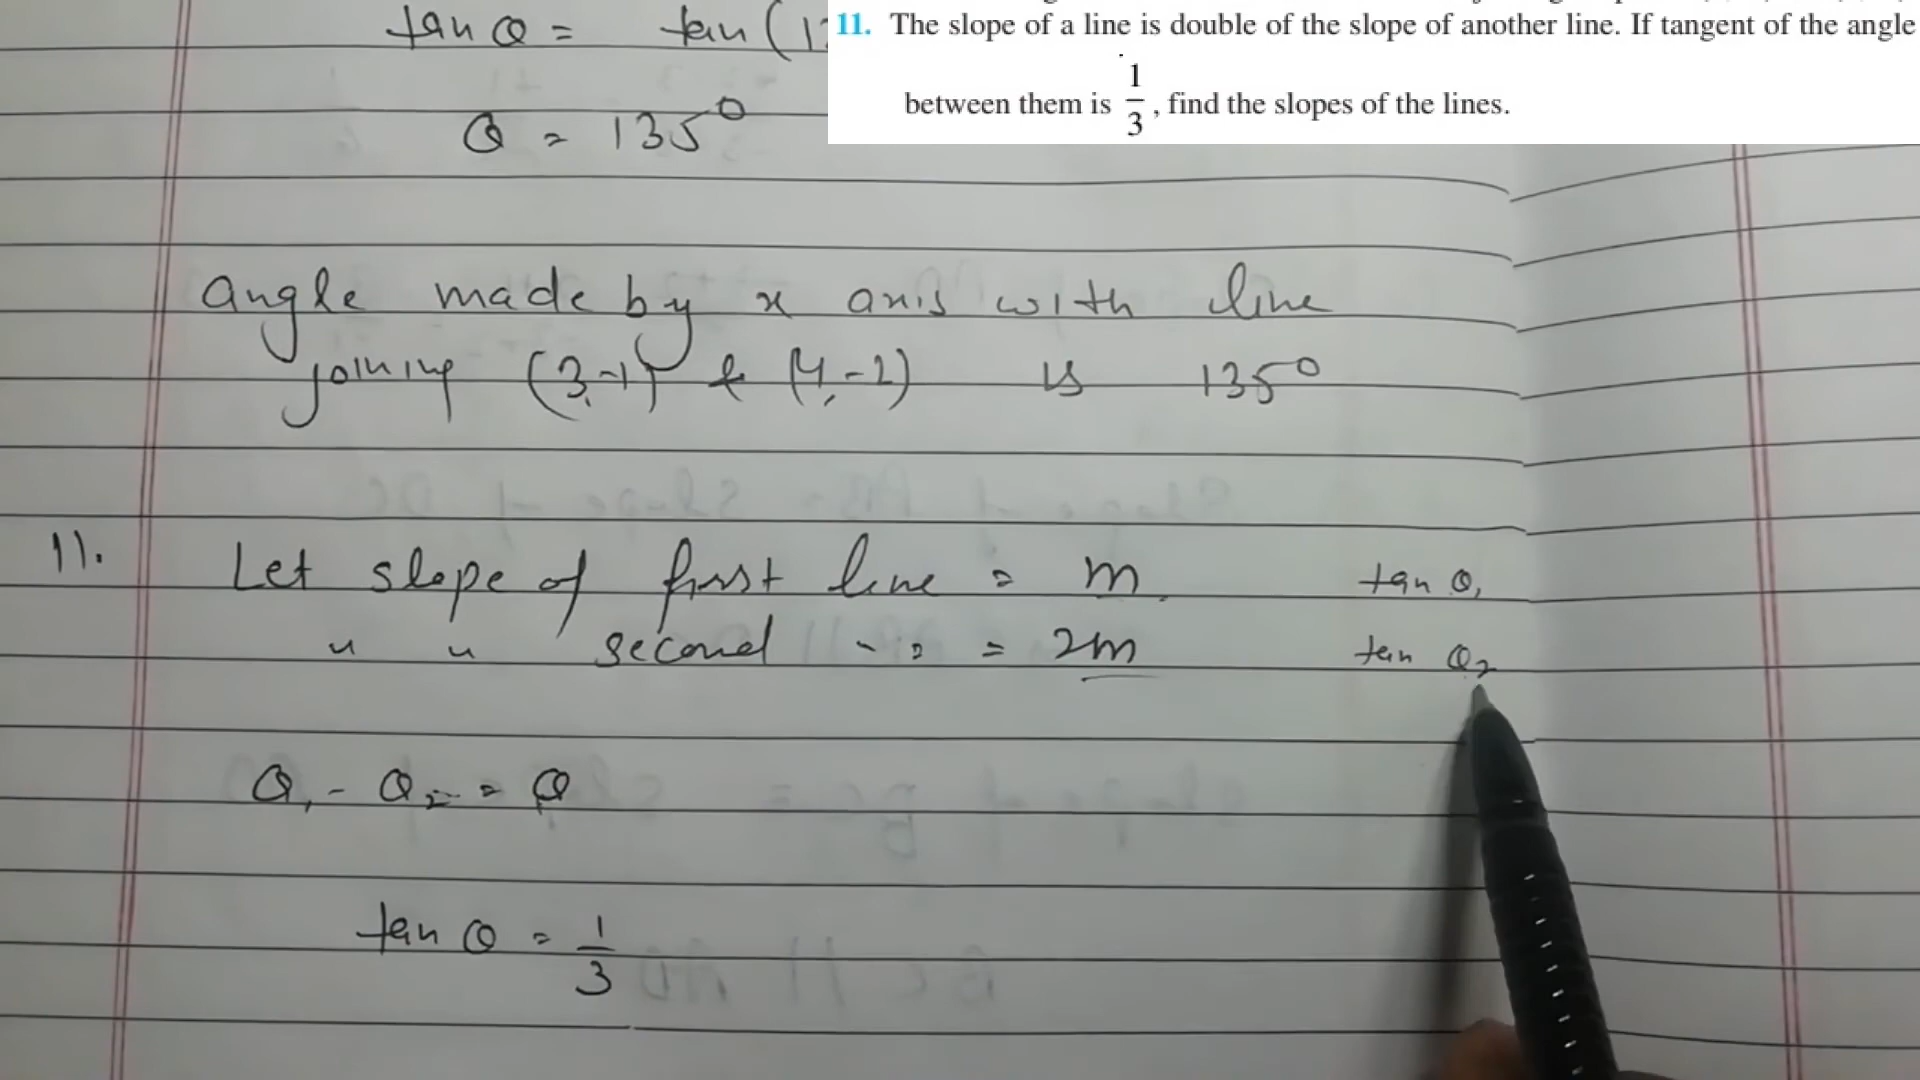 tan θ = tan (1
11. The slope of a line is double of the slope of another line. If tangent of the angle
between them is 1/3, find the slopes of the lines.
θ = 135°
angle made by x axis with line
joining (3,-1) & (4,-2) is 135°
11. Let slope of first line = m tan θ₁
" " second " " = 2m tan θ₂
θ₁ - θ₂ = θ
tan θ = 1/3